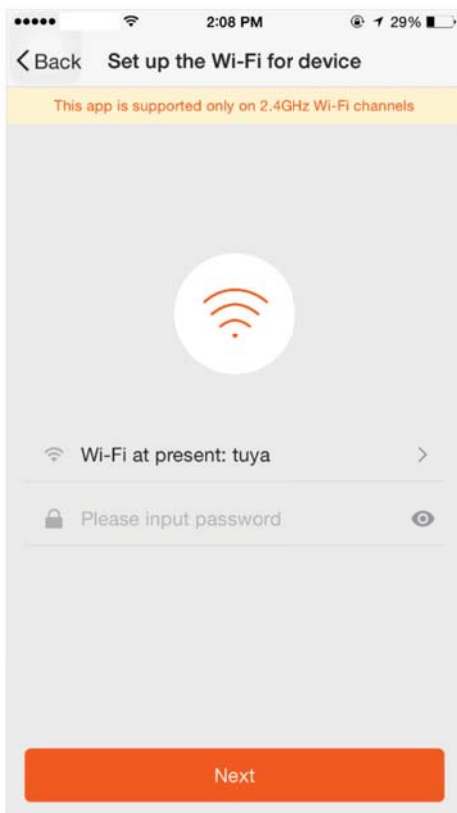 2:08 PM 29%
Back Set up the Wi-Fi for device
This app is supported only on 2.4GHz Wi-Fi channels
Wi-Fi at present: tuya
Please input password
Next